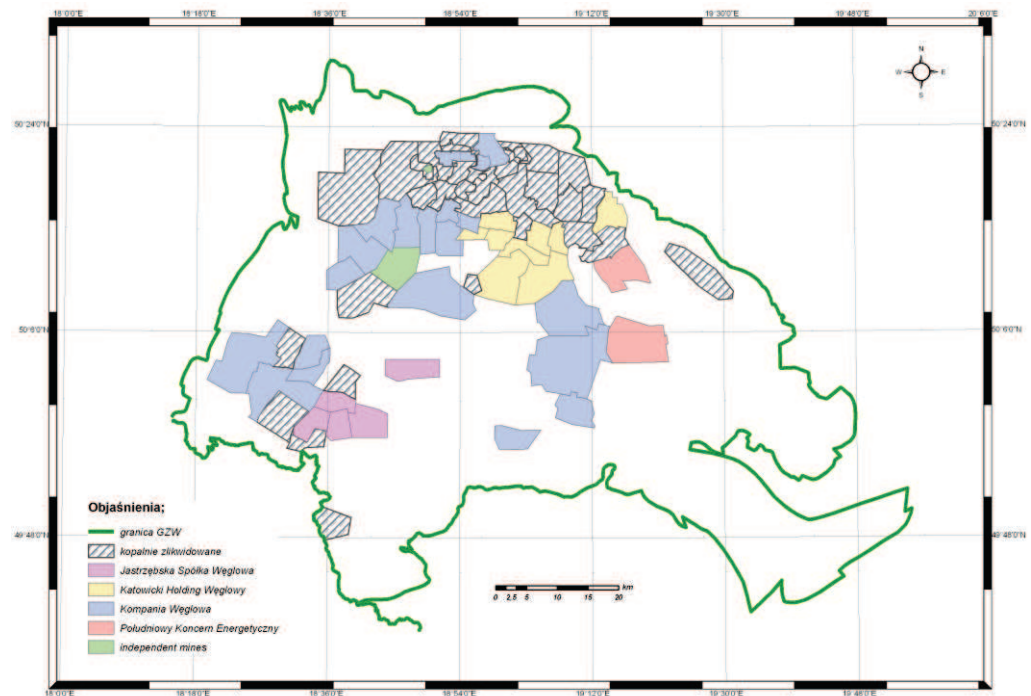 18°0'0"E 18°18'0"E 18°36'0"E 18°54'0"E 19°12'0"E 19°30'0"E 19°48'0"E 20°6'0"E
N
W E
S
50°24'0"N 50°24'0"N
50°6'0"N 50°6'0"N
Objaśnienia;
granica GZW
49°48'0"N 49°48'0"N
kopalnie zlikwidowane
Jastrzębska Spółka Węglowa
Katowicki Holding Węglowy
Kompania Węglowa
Południowy Koncern Energetyczny
independent mines
km
0 2,5 5 10 15 20
18°0'0"E 18°18'0"E 18°36'0"E 18°54'0"E 19°12'0"E 19°30'0"E 19°48'0"E